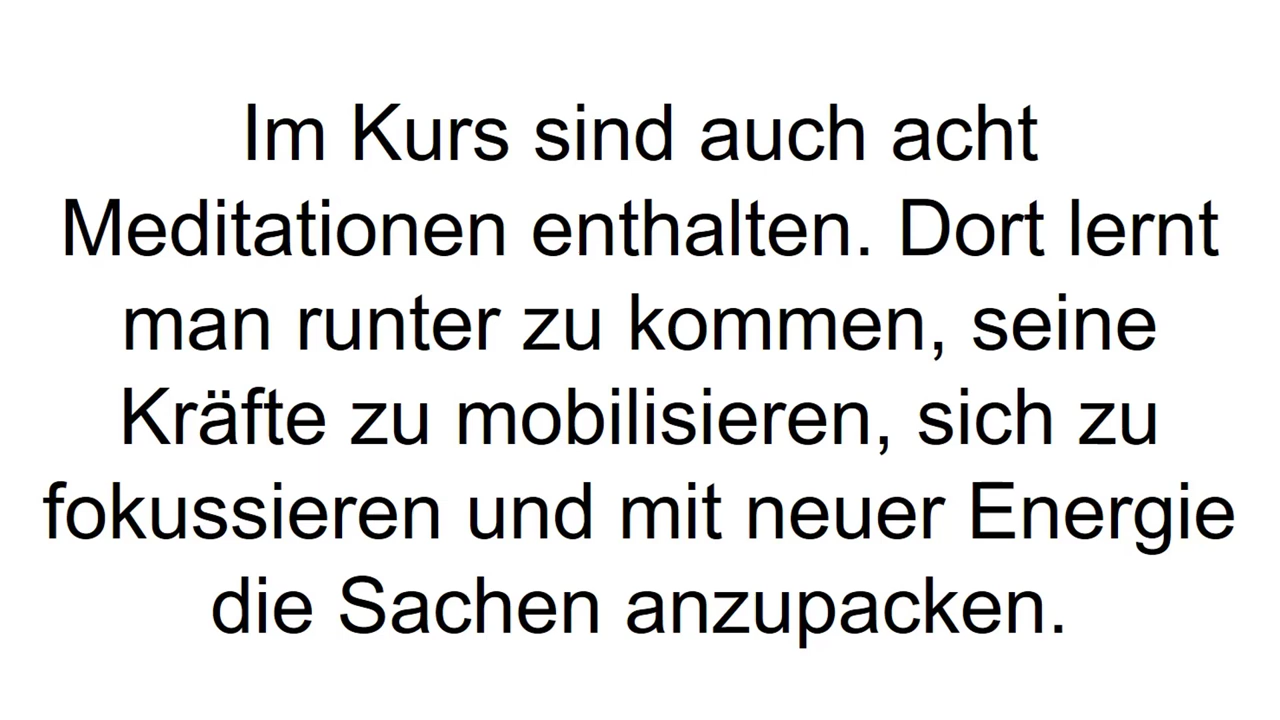 Im Kurs sind auch acht
Meditationen enthalten. Dort lernt
man runter zu kommen, seine
Kräfte zu mobilisieren, sich zu
fokussieren und mit neuer Energie
die Sachen anzupacken.